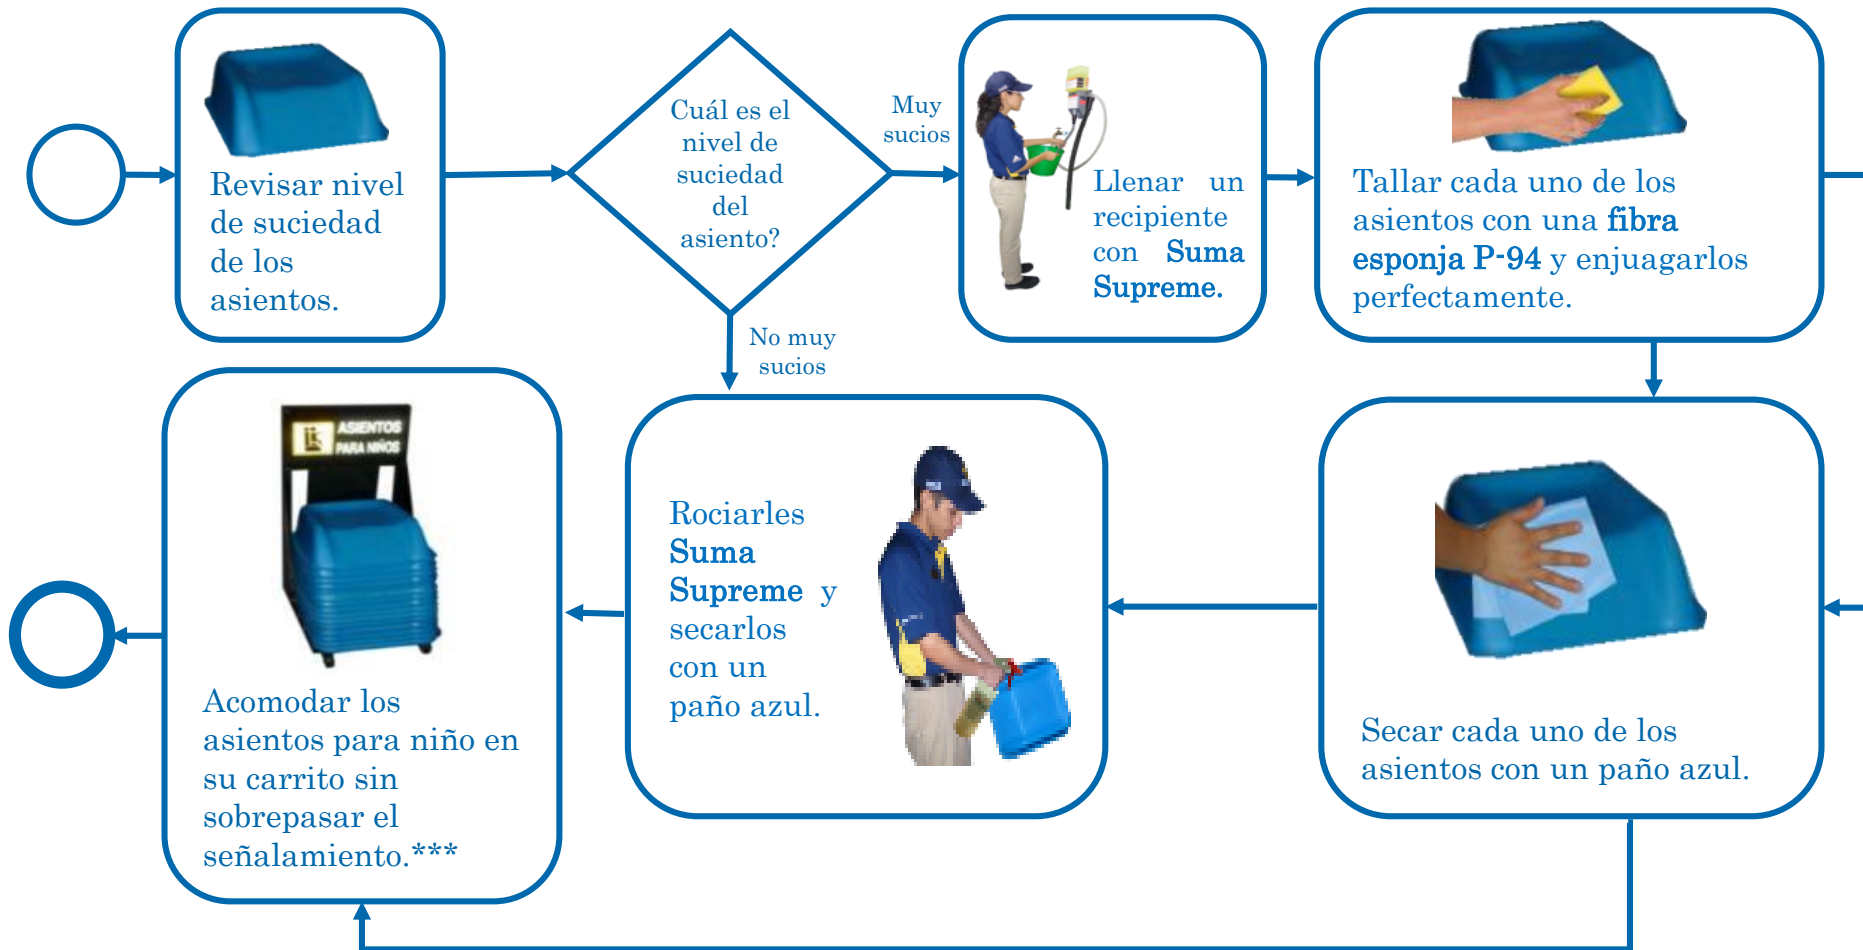 Revisar nivel
de suciedad
de los
asientos.
Cuál es el
nivel de
suciedad
del
asiento?
Muy
sucios
No muy
sucios
Llenar un
recipiente
con Suma
Supreme.
Tallar cada uno de los
asientos con una fibra
esponja P-94 y enjuagarlos
perfectamente.
ASIENTOS
PARA NIÑOS
Acomodar los
asientos para niño en
su carrito sin
sobrepasar el
señalamiento.***
Rociarles
Suma
Supreme y
secarlos
con un
paño azul.
Secar cada uno de los
asientos con un paño azul.